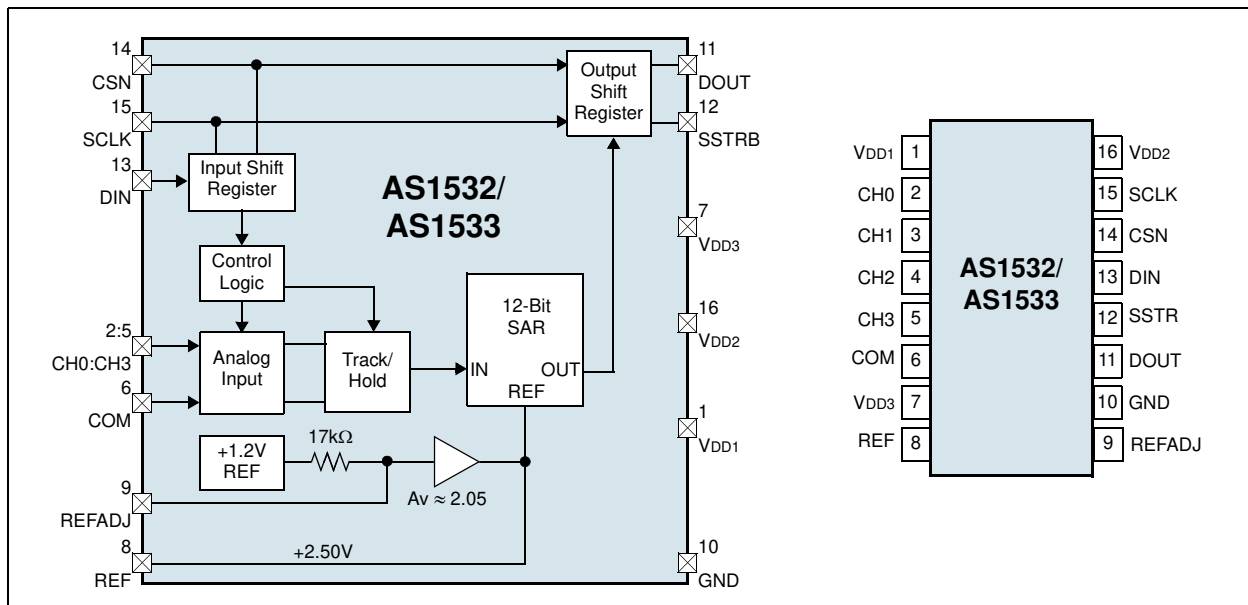 14
CSN
15
SCLK
13
DIN
2:5
CH0:CH3
6
COM
9
REFADJ
8
REF
Input Shift
Register
Control
Logic
Analog
Input
Track/
Hold
+1.2V
REF
17kΩ
Av ≈ 2.05
+2.50V
AS1532/
AS1533
12-Bit
SAR
IN
OUT
REF
Output
Shift
Register
11
DOUT
12
SSTRB
7
VDD3
16
VDD2
1
VDD1
10
GND
VDD1 1
CH0 2
CH1 3
CH2 4
CH3 5
COM 6
VDD3 7
REF 8
AS1532/
AS1533
16 VDD2
15 SCLK
14 CSN
13 DIN
12 SSTR
11 DOUT
10 GND
9 REFADJ